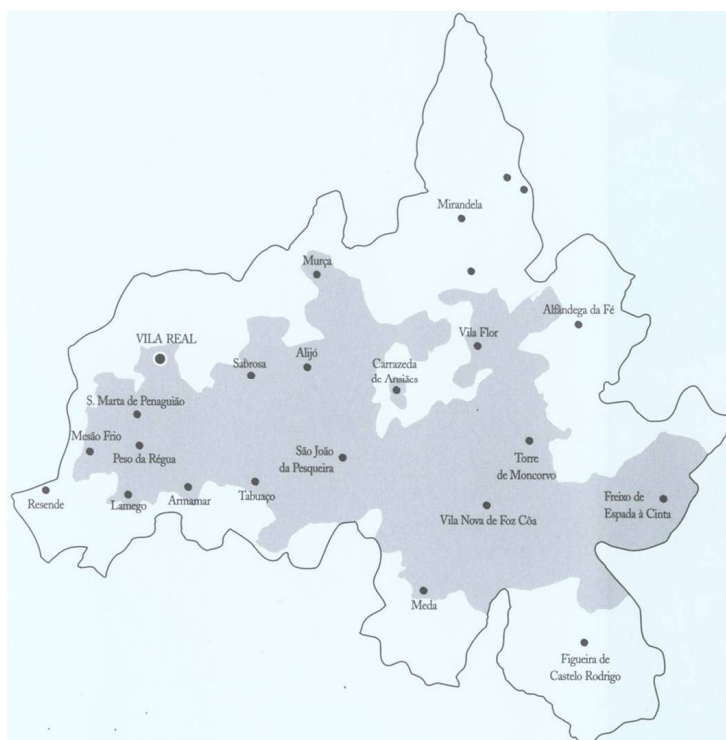 Mirandela
Murça
Alfândega da Fé
Vila Flor
VILA REAL
Alijó
Sabrosa
Carrazeda
de Ansiães
S. Marta de Penaguião
Mesão Frio
Peso da Régua
São João
da Pesqueira
Torre
de Moncorvo
Resende
Lamego
Armamar
Tabuaço
Freixo de
Espada à Cinta
Vila Nova de Foz Côa
Meda
Figueira de
Castelo Rodrigo